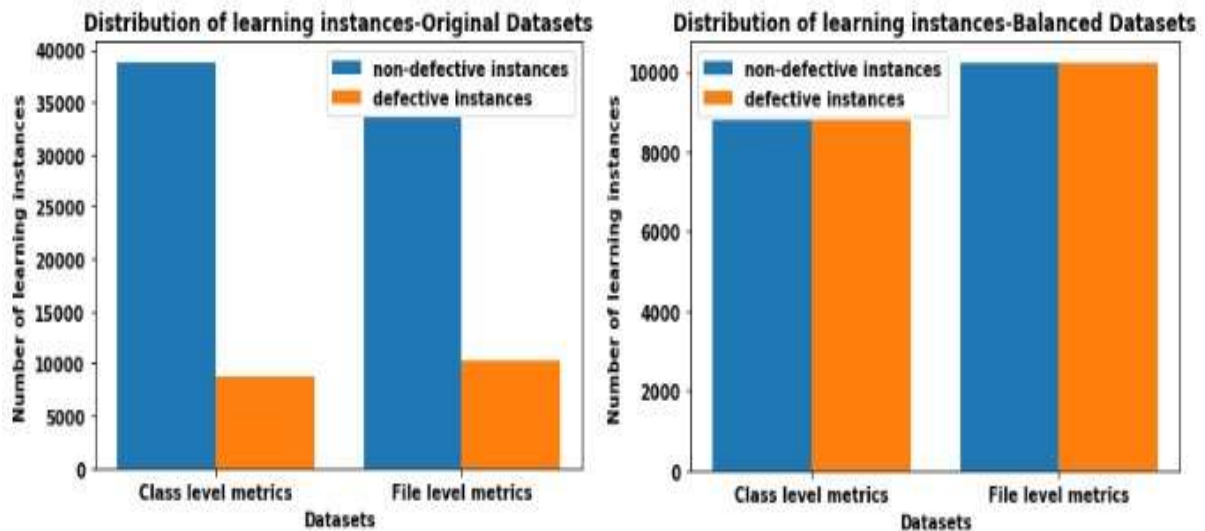 Distribution of learning instances-Original Datasets
non-defective instances
defective instances
Number of learning instances
40000
35000
30000
25000
20000
15000
10000
5000
0
Class level metrics
File level metrics
Datasets
Distribution of learning instances-Balanced Datasets
non-defective instances
defective instances
Number of learning instances
10000
8000
6000
4000
2000
0
Class level metrics
File level metrics
Datasets